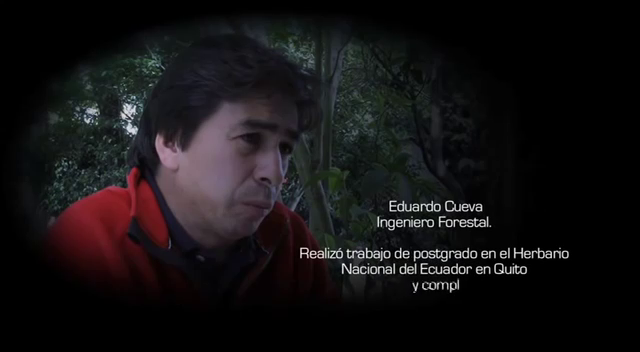 Eduardo Cueva
Ingeniero Forestal.
Realizó trabajo de postgrado en el Herbario
Nacional del Ecuador en Quito
y compl